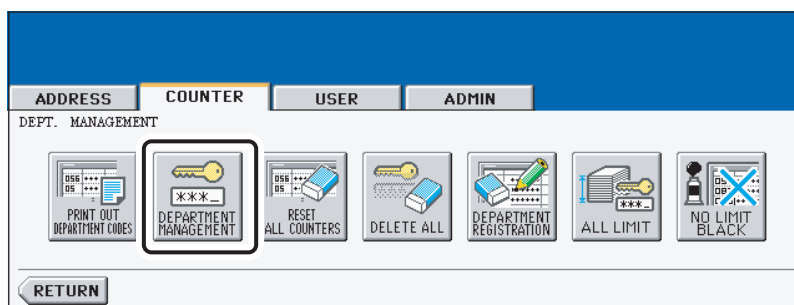 ADDRESS COUNTER USER ADMIN
DEPT. MANAGEMENT
PRINT OUT
DEPARTMENT CODES
***_
DEPARTMENT
MANAGEMENT
RESET
ALL COUNTERS
DELETE ALL
DEPARTMENT
REGISTRATION
***_
ALL LIMIT
NO LIMIT
BLACK
RETURN